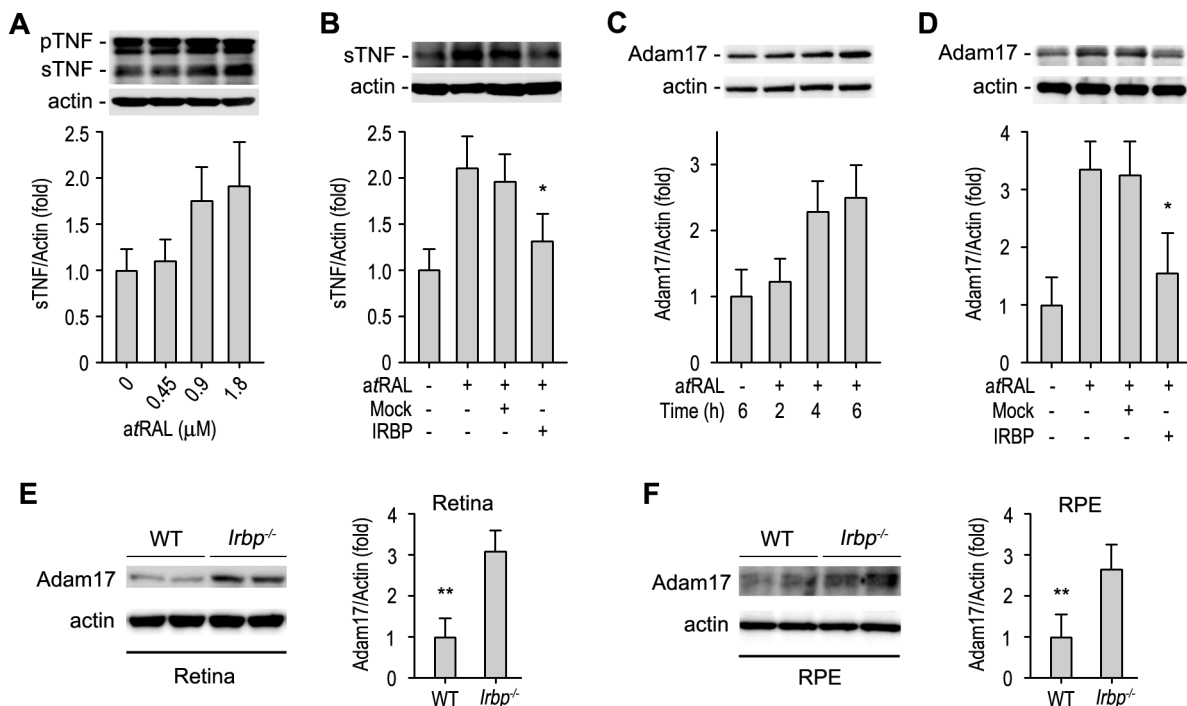 A
pTNF -
sTNF -
actin -
sTNF/Actin (fold)
2.5
2.0
1.5
1.0
0.5
0
0 0.45 0.9 1.8
atRAL (μM)
B
sTNF -
actin -
sTNF/Actin (fold)
2.5
2.0
1.5
1.0
0.5
0
*
atRAL - + + +
Mock - - + -
IRBP - - - +
C
Adam17 -
actin -
Adam17/Actin (fold)
3
2
1
0
atRAL - + + +
Time (h) 6 2 4 6
D
Adam17 -
actin -
Adam17/Actin (fold)
4
3
2
1
0
*
atRAL - + + +
Mock - - + -
IRBP - - - +
E
WT Irbp-/-
Adam17
actin
Retina
Retina
Adam17/Actin (fold)
4
3
2
1
0
**
WT Irbp-/-
F
WT Irbp-/-
Adam17
actin
RPE
RPE
Adam17/Actin (fold)
4
3
2
1
0
**
WT Irbp-/-